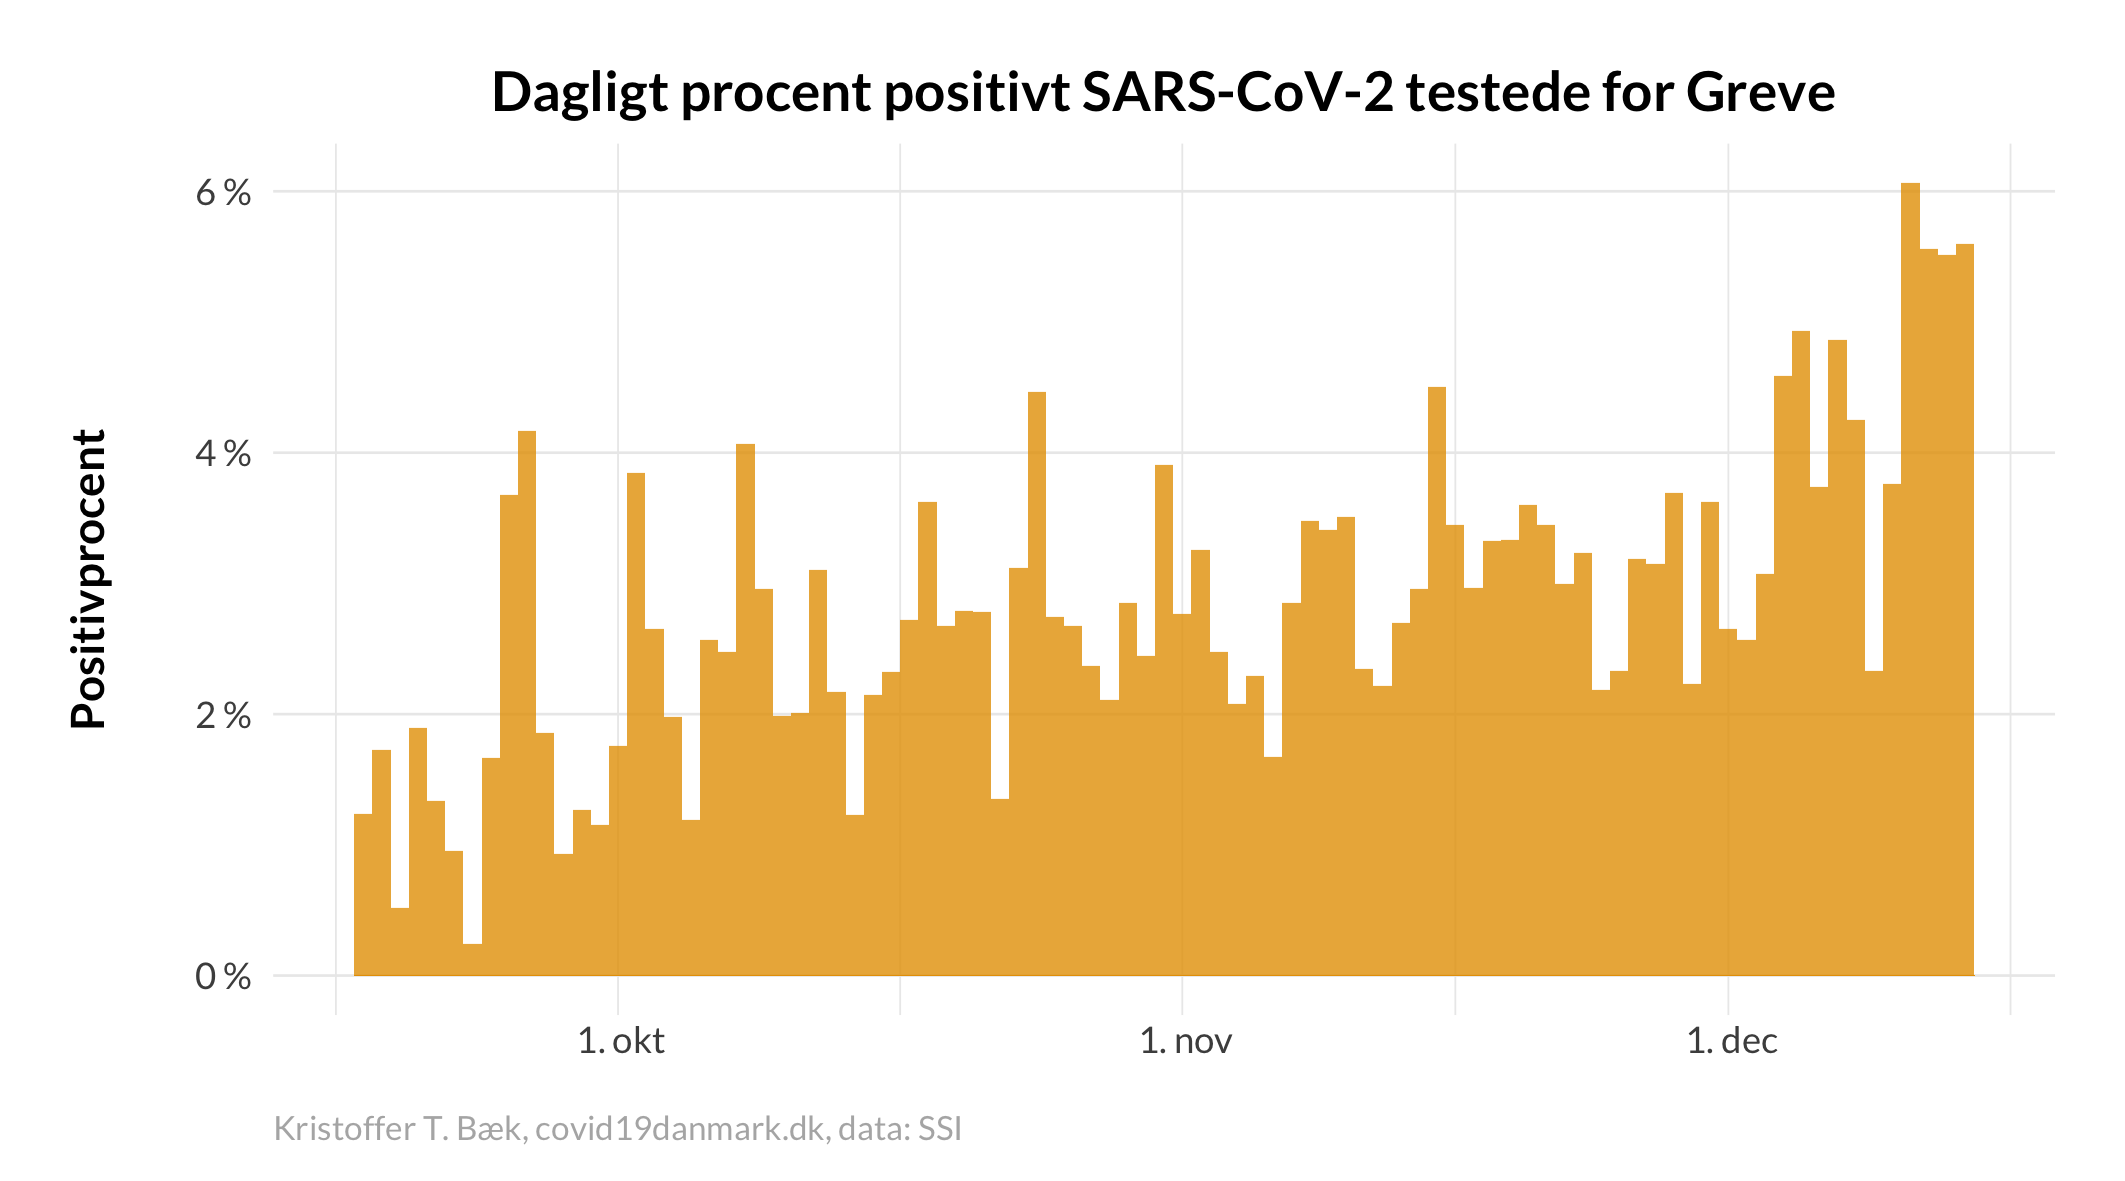 Dagligt procent positivt SARS-CoV-2 testede for Greve
Positivprocent
6 %
4 %
2 %
0 %
1. okt
1. nov
1. dec
Kristoffer T. Bæk, covid19danmark.dk, data: SSI